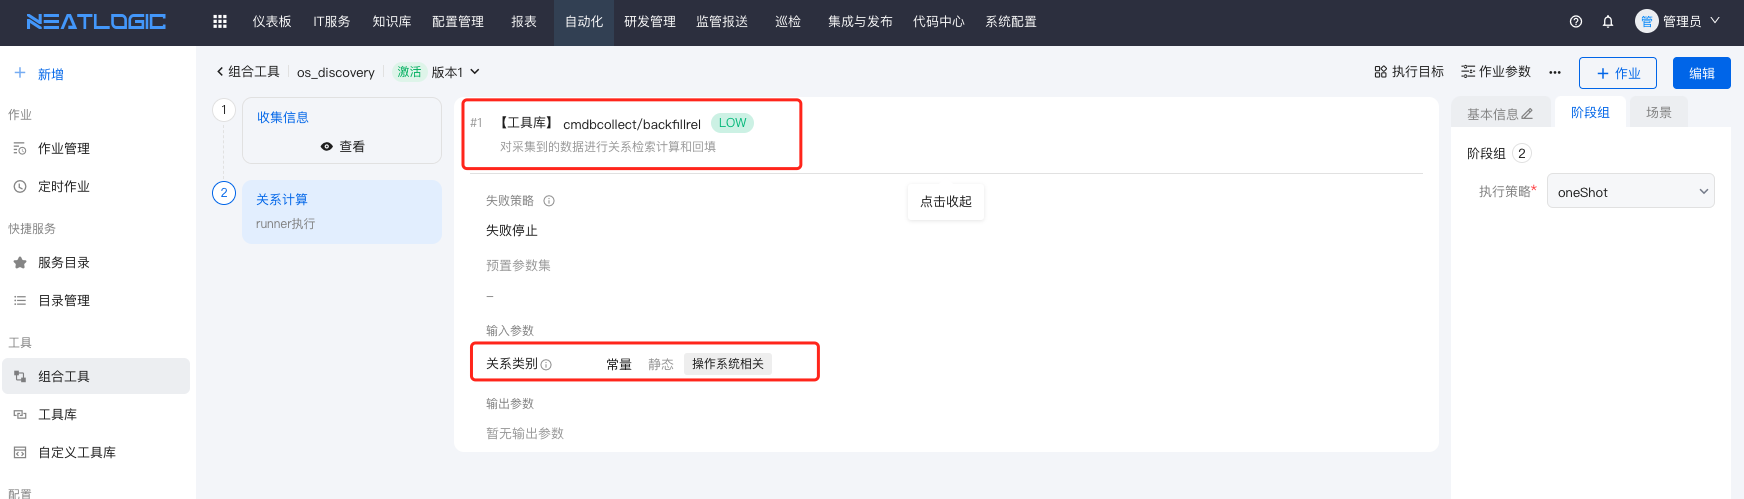 NEATLOGIC
仪表板 IT服务 知识库 配置管理 报表 自动化 研发管理 监管报送 巡检 集成与发布 代码中心 系统配置
管 管理员
新增
作业
作业管理
定时作业
快捷服务
服务目录
目录管理
工具
组合工具
工具库
自定义工具库
配置
组合工具 os_discovery 激活 版本1
执行目标 作业参数 ••• + 作业 编辑
1
收集信息
查看
2
关系计算
runner执行
#1 【工具库】 cmdbcollect/backfillrel LOW
对采集到的数据进行关系检索计算和回填
失败策略
点击收起
失败停止
预置参数集
–
输入参数
关系类别 常量 静态 操作系统相关
输出参数
暂无输出参数
基本信息 阶段组 场景
阶段组 2
执行策略* oneShot